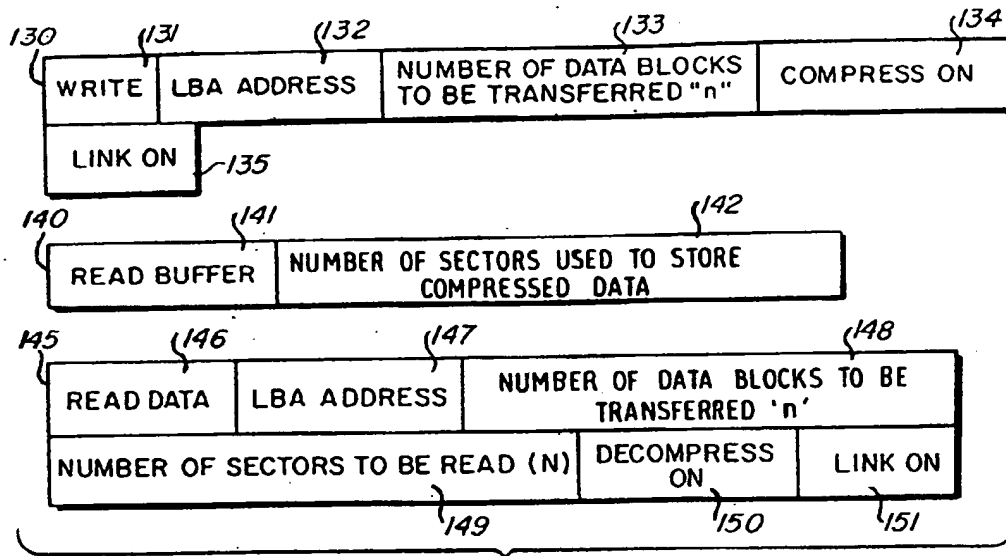 130 131 132 133 134
WRITE LBA ADDRESS NUMBER OF DATA BLOCKS TO BE TRANSFERRED "n" COMPRESS ON
LINK ON 135
140 141 142
READ BUFFER NUMBER OF SECTORS USED TO STORE COMPRESSED DATA
145 146 147 148
READ DATA LBA ADDRESS NUMBER OF DATA BLOCKS TO BE TRANSFERRED 'n'
NUMBER OF SECTORS TO BE READ (N) DECOMPRESS ON LINK ON
149 150 151